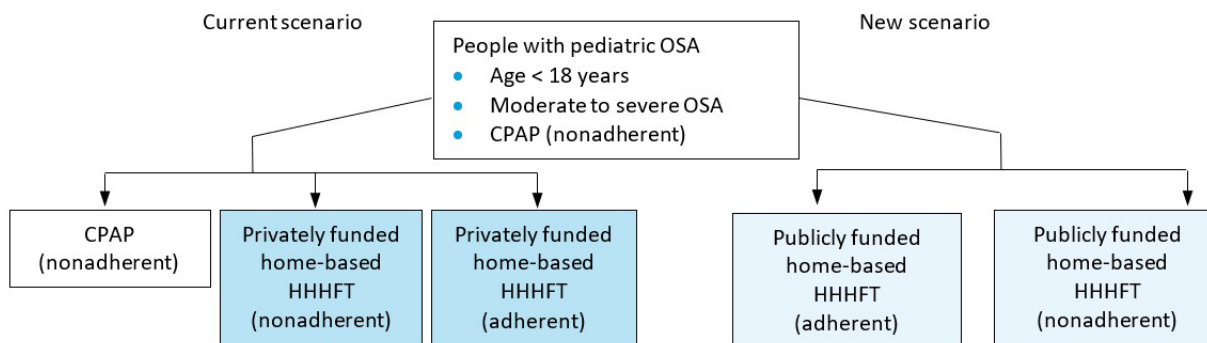 Current scenario
New scenario
People with pediatric OSA
• Age < 18 years
• Moderate to severe OSA
• CPAP (nonadherent)
CPAP
(nonadherent)
Privately funded
home-based
HHHFT
(nonadherent)
Privately funded
home-based
HHHFT
(adherent)
Publicly funded
home-based
HHHFT
(adherent)
Publicly funded
home-based
HHHFT
(nonadherent)